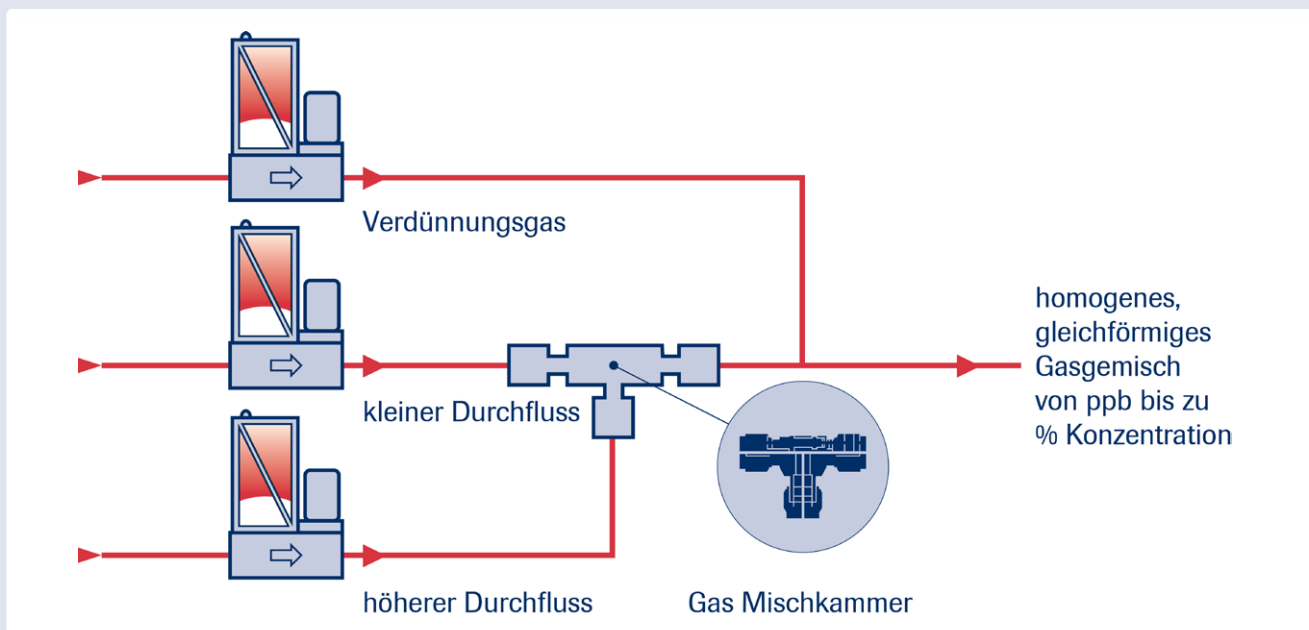 Verdünnungsgas
kleiner Durchfluss
höherer Durchfluss
Gas Mischkammer
homogenes,
gleichförmiges
Gasgemisch
von ppb bis zu
% Konzentration